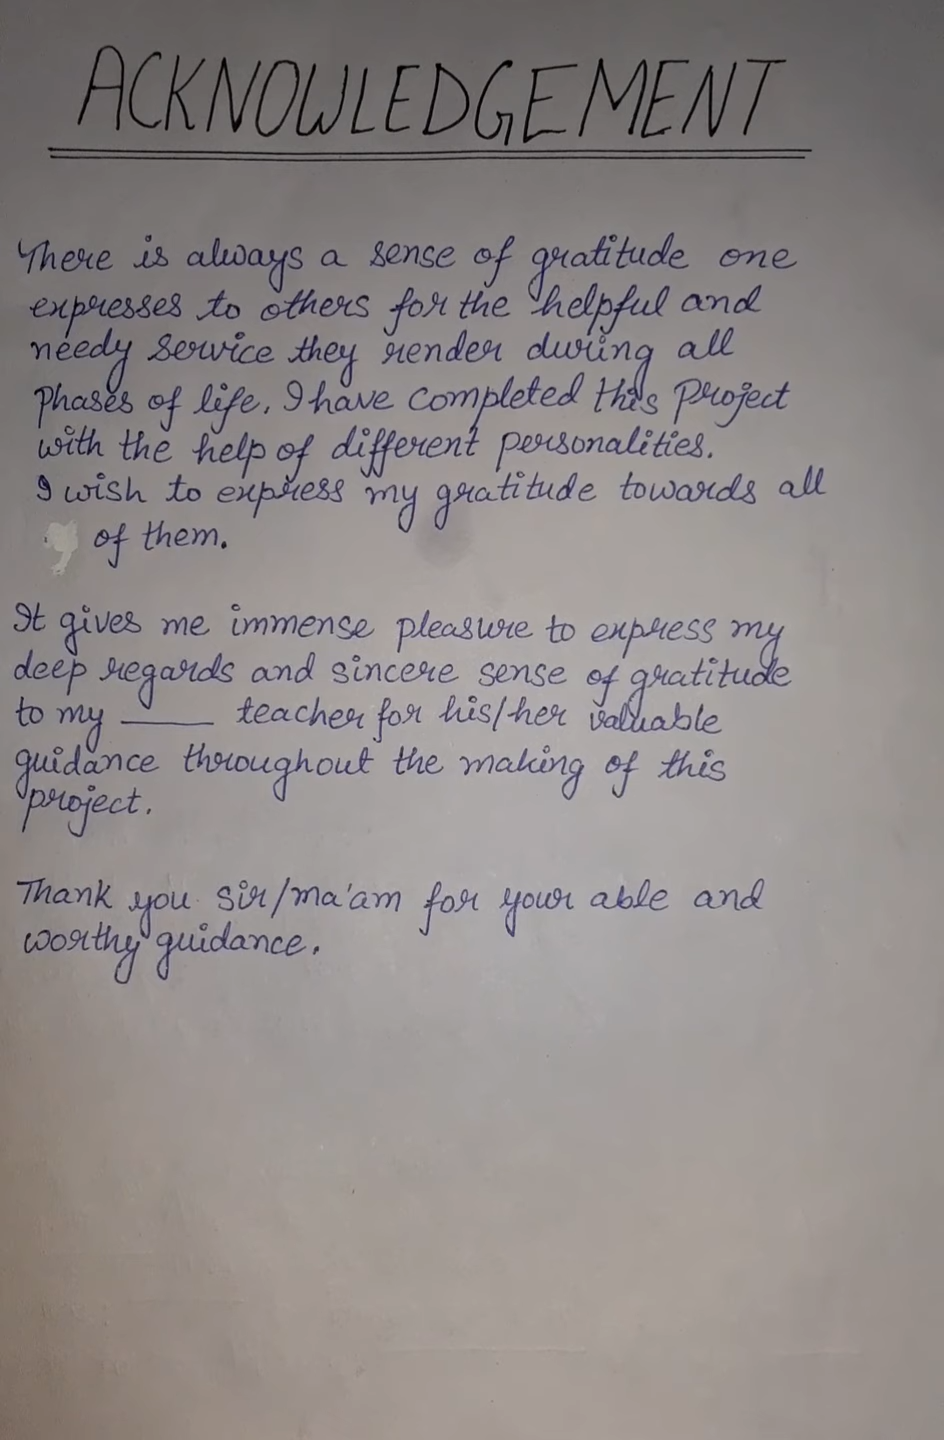 ACKNOWLEDGEMENT
There is always a sense of gratitude one
expresses to others for the helpful and
needy service they render during all
phases of life. I have completed this project
with the help of different personalities.
I wish to express my gratitude towards all
of them.
It gives me immense pleasure to express my
deep regards and sincere sense of gratitude
to my _____ teacher for his/her valuable
guidance throughout the making of this
project.
Thank you sir/ma'am for your able and
worthy guidance.